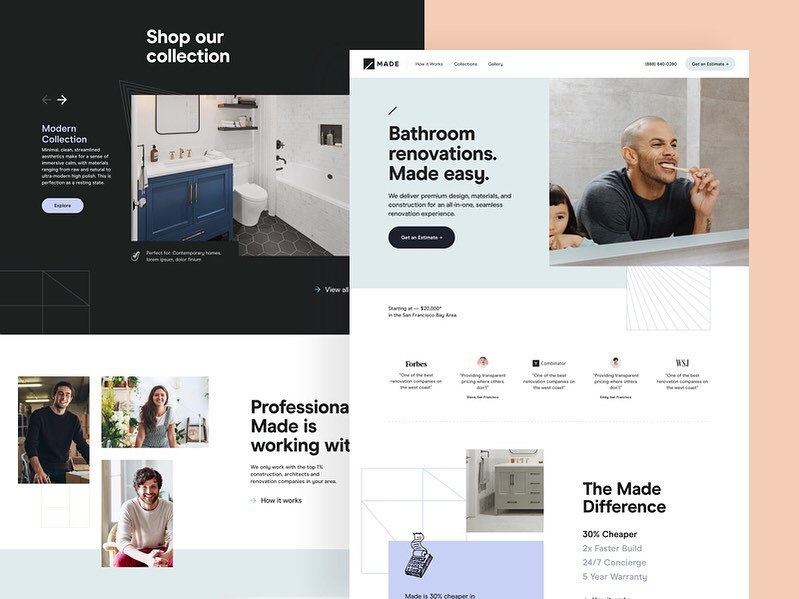 Shop our
collection
Modern
Collection
Minimal, clean, streamlined
aesthetics make for a sense of
immersive calm, with materials
ranging from raw and natural to
ultra-modern high polish. This is
perfection as a resting state.
Explore
Perfect for: Contemporary homes,
lorem ipsum, dolor finium
View all
Professiona
Made is
working wit
We only work with the top 1%
construction, architects and
renovation companies in your area.
How it works
MADE
How it Works
Collections
Gallery
(888) 840-0280
Get an Estimate
Bathroom
renovations.
Made easy.
We deliver premium design, materials, and
construction for an all-in-one, seamless
renovation experience.
Get an Estimate
Starting at — $20,000*
in the San Francisco Bay Area.
Forbes
"One of the best
renovation companies on
the west coast"
"Providing transparent
pricing where others
don't"
San Francisco
Y Combinator
"One of the best
renovation companies on
the west coast"
"Providing transparent
pricing where others
don't"
Emily, San Francisco
WSJ
"One of the best
renovation companies on
the west coast"
The Made
Difference
30% Cheaper
2x Faster Build
24/7 Concierge
5 Year Warranty
Made is 30% cheaper in